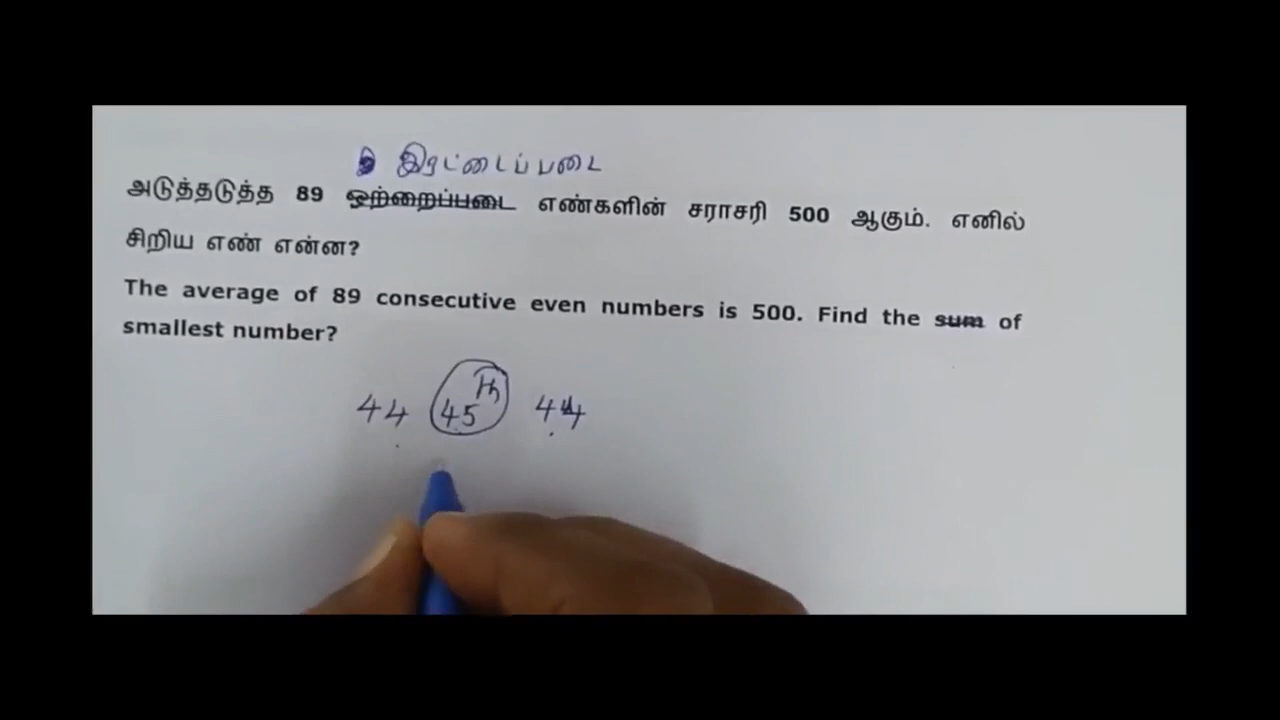 இரட்டைப்படை
அடுத்தடுத்த 89 ஒற்றைப்படை எண்களின் சராசரி 500 ஆகும். எனில்
சிறிய எண் என்ன?
The average of 89 consecutive even numbers is 500. Find the sum of
smallest number?
44 45th 44